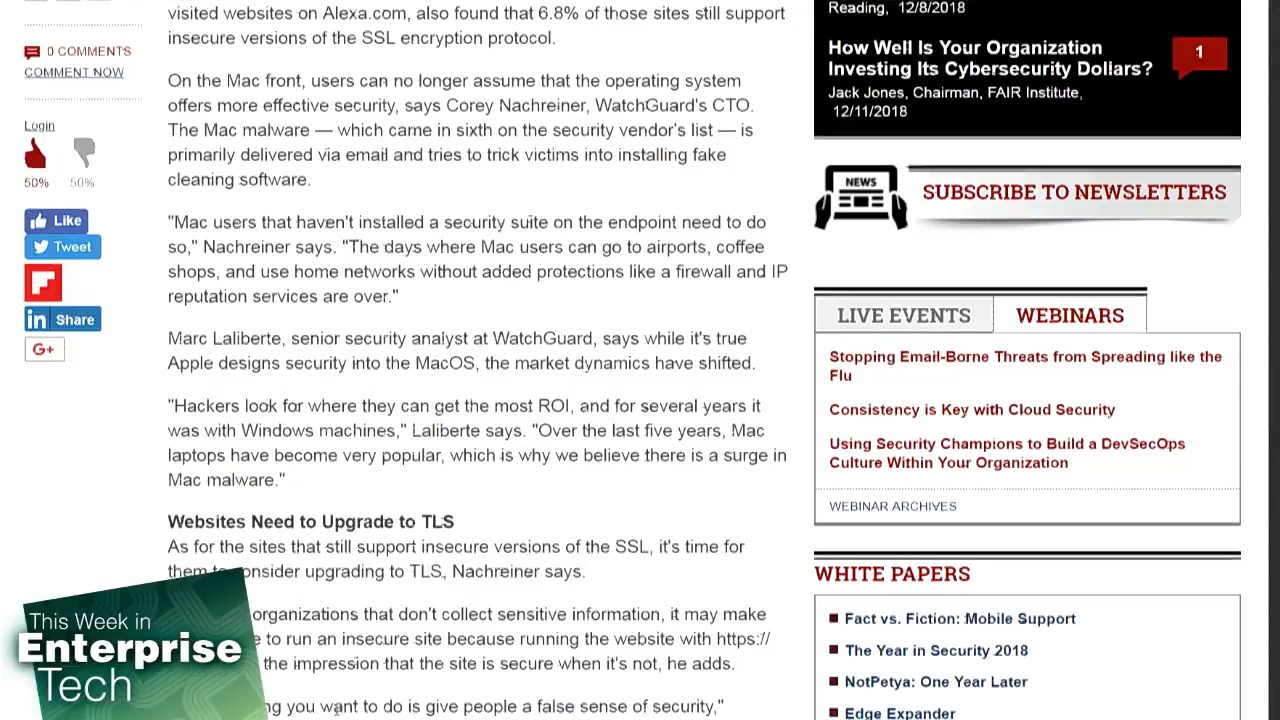 visited websites on Alexa.com, also found that 6.8% of those sites still support
insecure versions of the SSL encryption protocol.
0 COMMENTS
COMMENT NOW
On the Mac front, users can no longer assume that the operating system
offers more effective security, says Corey Nachreiner, WatchGuard's CTO.
The Mac malware — which came in sixth on the security vendor's list — is
primarily delivered via email and tries to trick victims into installing fake
cleaning software.
Login
50% 50%
Like
Tweet
in Share
G+
"Mac users that haven't installed a security suite on the endpoint need to do
so," Nachreiner says. "The days where Mac users can go to airports, coffee
shops, and use home networks without added protections like a firewall and IP
reputation services are over."
Marc Laliberte, senior security analyst at WatchGuard, says while it's true
Apple designs security into the MacOS, the market dynamics have shifted.
"Hackers look for where they can get the most ROI, and for several years it
was with Windows machines," Laliberte says. "Over the last five years, Mac
laptops have become very popular, which is why we believe there is a surge in
Mac malware."
Websites Need to Upgrade to TLS
As for the sites that still support insecure versions of the SSL, it's time for
them to consider upgrading to TLS, Nachreiner says.
organizations that don't collect sensitive information, it may make
to run an insecure site because running the website with https://
the impression that the site is secure when it's not, he adds.
you want to do is give people a false sense of security,"
This Week in
Enterprise
Tech
Reading, 12/8/2018
How Well Is Your Organization
Investing Its Cybersecurity Dollars?
1
Jack Jones, Chairman, FAIR Institute,
12/11/2018
NEWS
SUBSCRIBE TO NEWSLETTERS
LIVE EVENTS WEBINARS
Stopping Email-Borne Threats from Spreading like the
Flu
Consistency is Key with Cloud Security
Using Security Champions to Build a DevSecOps
Culture Within Your Organization
WEBINAR ARCHIVES
WHITE PAPERS
Fact vs. Fiction: Mobile Support
The Year in Security 2018
NotPetya: One Year Later
Edge Expander